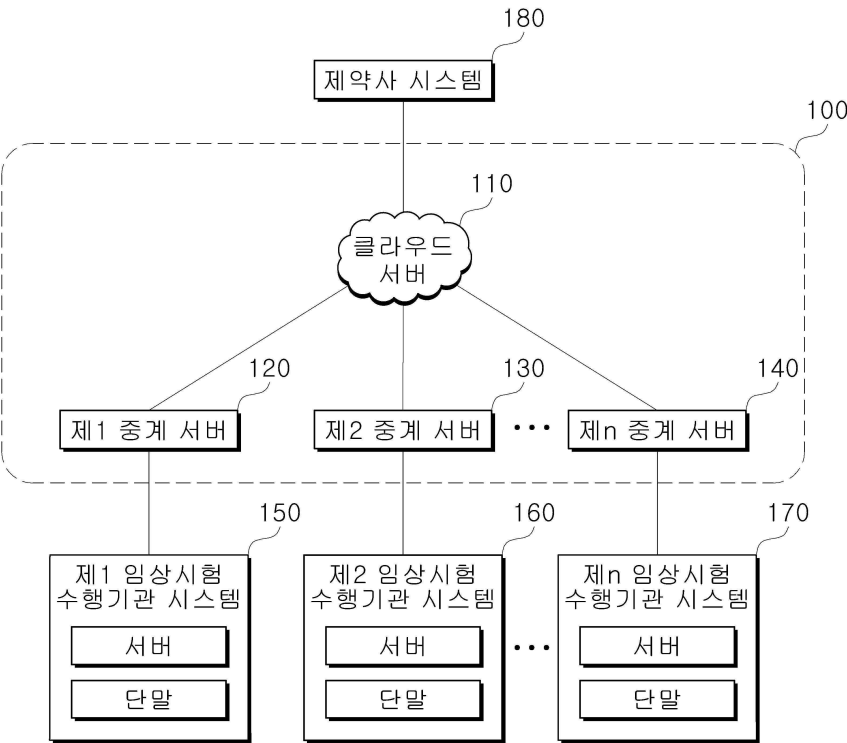 180
제약사 시스템
100
110
클라우드
서버
120
130
140
제1 중계 서버
제2 중계 서버
...
제n 중계 서버
150
160
170
제1 임상시험
수행기관 시스템
서버
단말
제2 임상시험
수행기관 시스템
서버
단말
...
제n 임상시험
수행기관 시스템
서버
단말